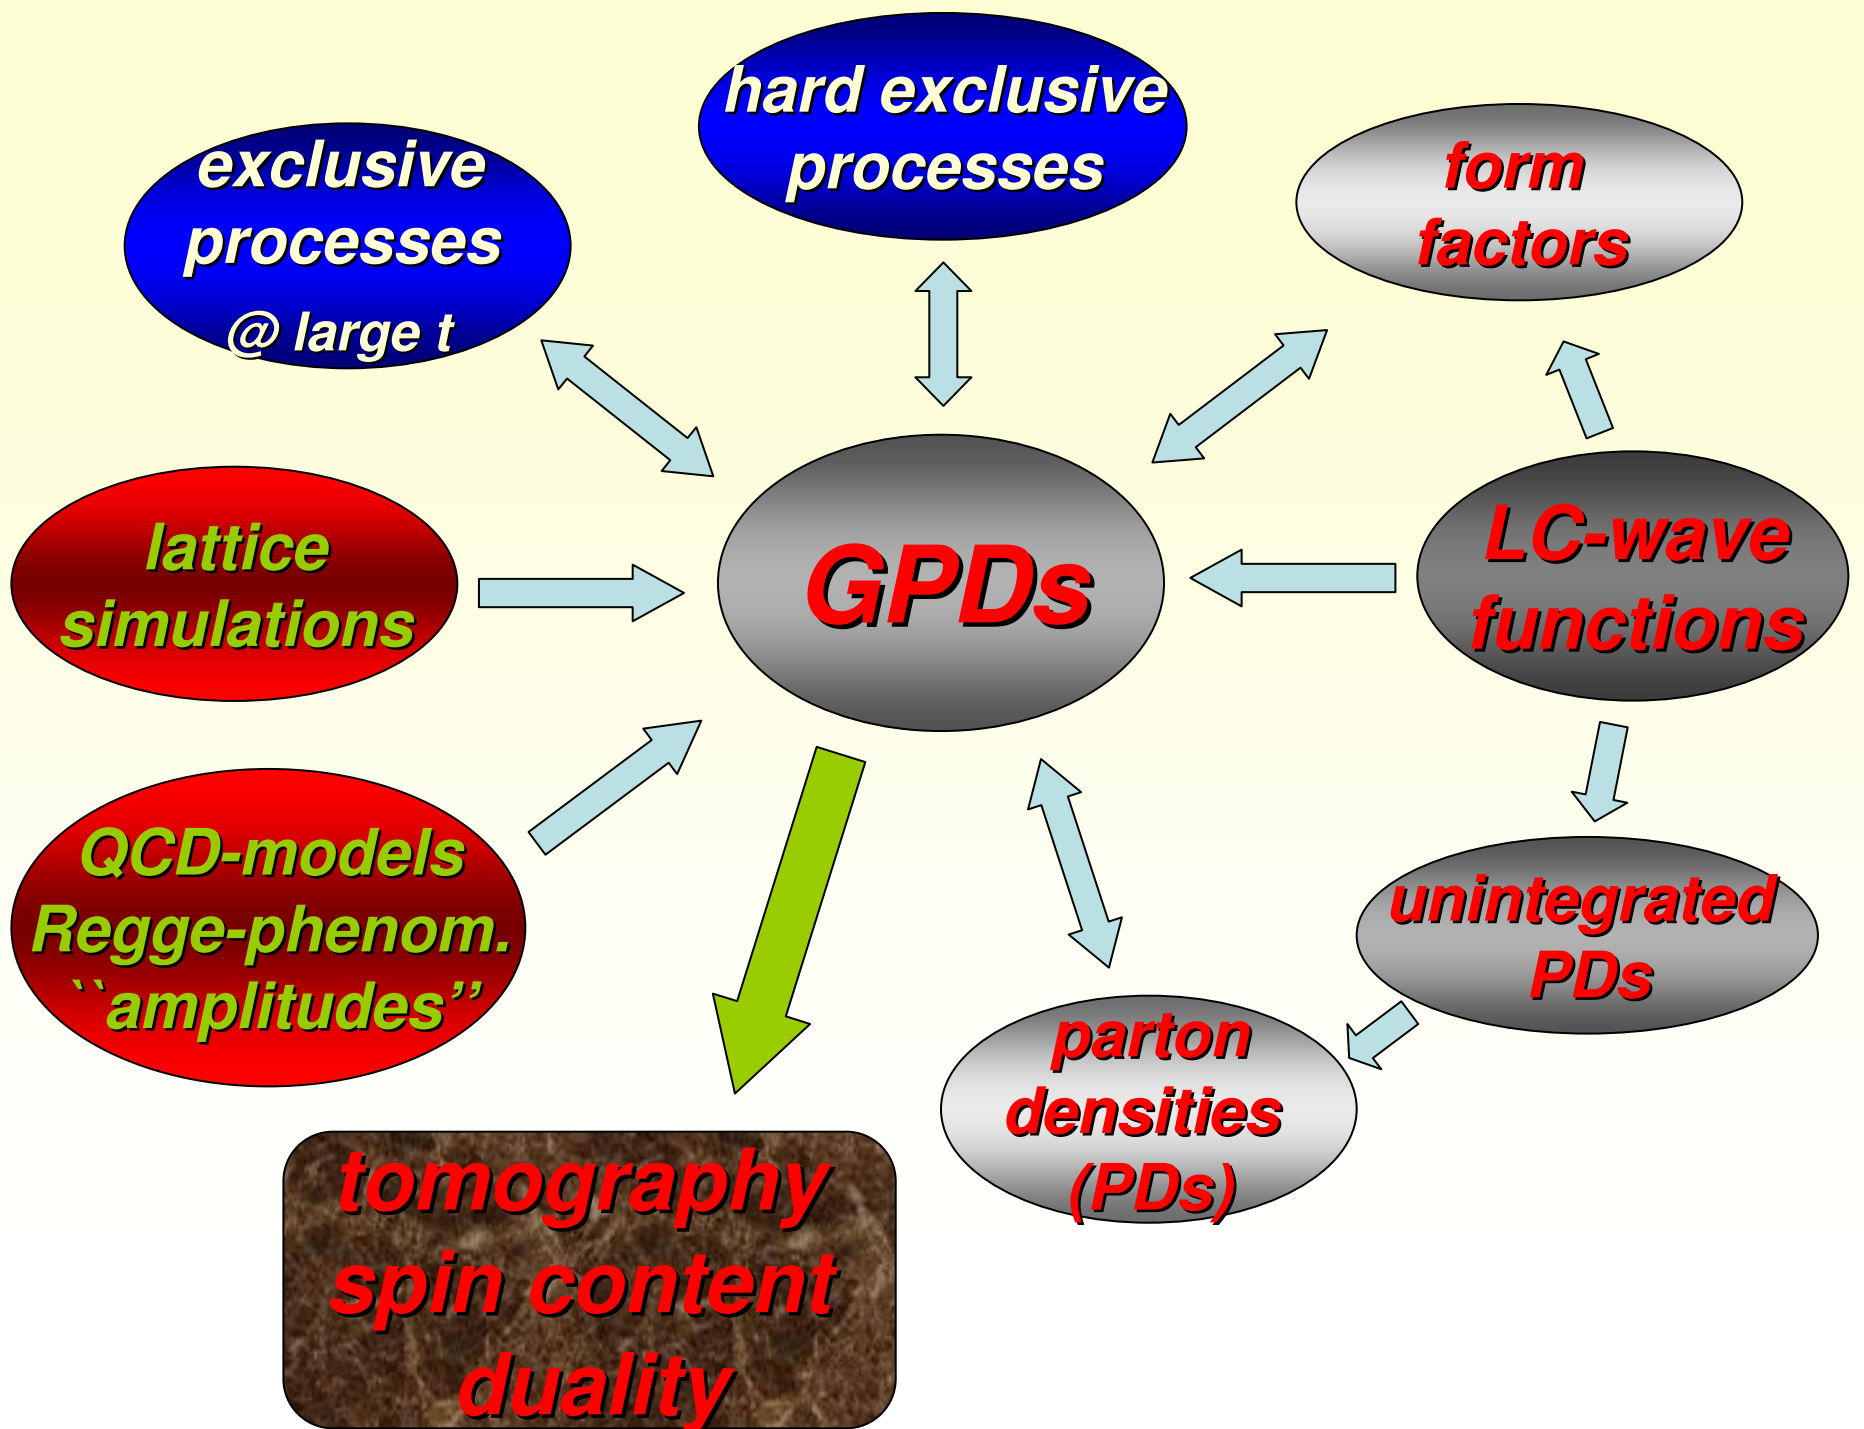 hard exclusive
processes
exclusive
processes
@ large t
form
factors
lattice
simulations
GPDs
LC-wave
functions
QCD-models
Regge-phenom.
``amplitudes’’
unintegrated
PDs
parton
densities
(PDs)
tomography
spin content
duality